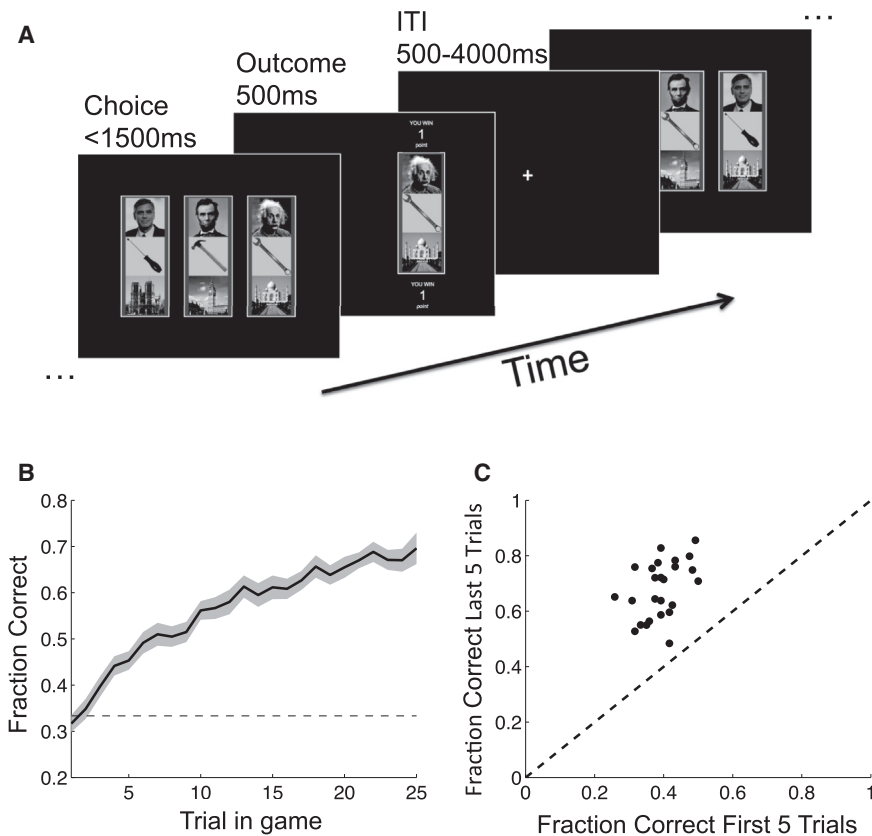 A
...
Choice
<1500ms
Outcome
500ms
ITI
500-4000ms
...
YOU WIN
1
point
YOU WIN
1
point
+
Time
B
Fraction Correct
0.8
0.7
0.6
0.5
0.4
0.3
0.2
5
10
15
20
25
Trial in game
C
Fraction Correct Last 5 Trials
1
0.8
0.6
0.4
0.2
0
0
0.2
0.4
0.6
0.8
1
Fraction Correct First 5 Trials